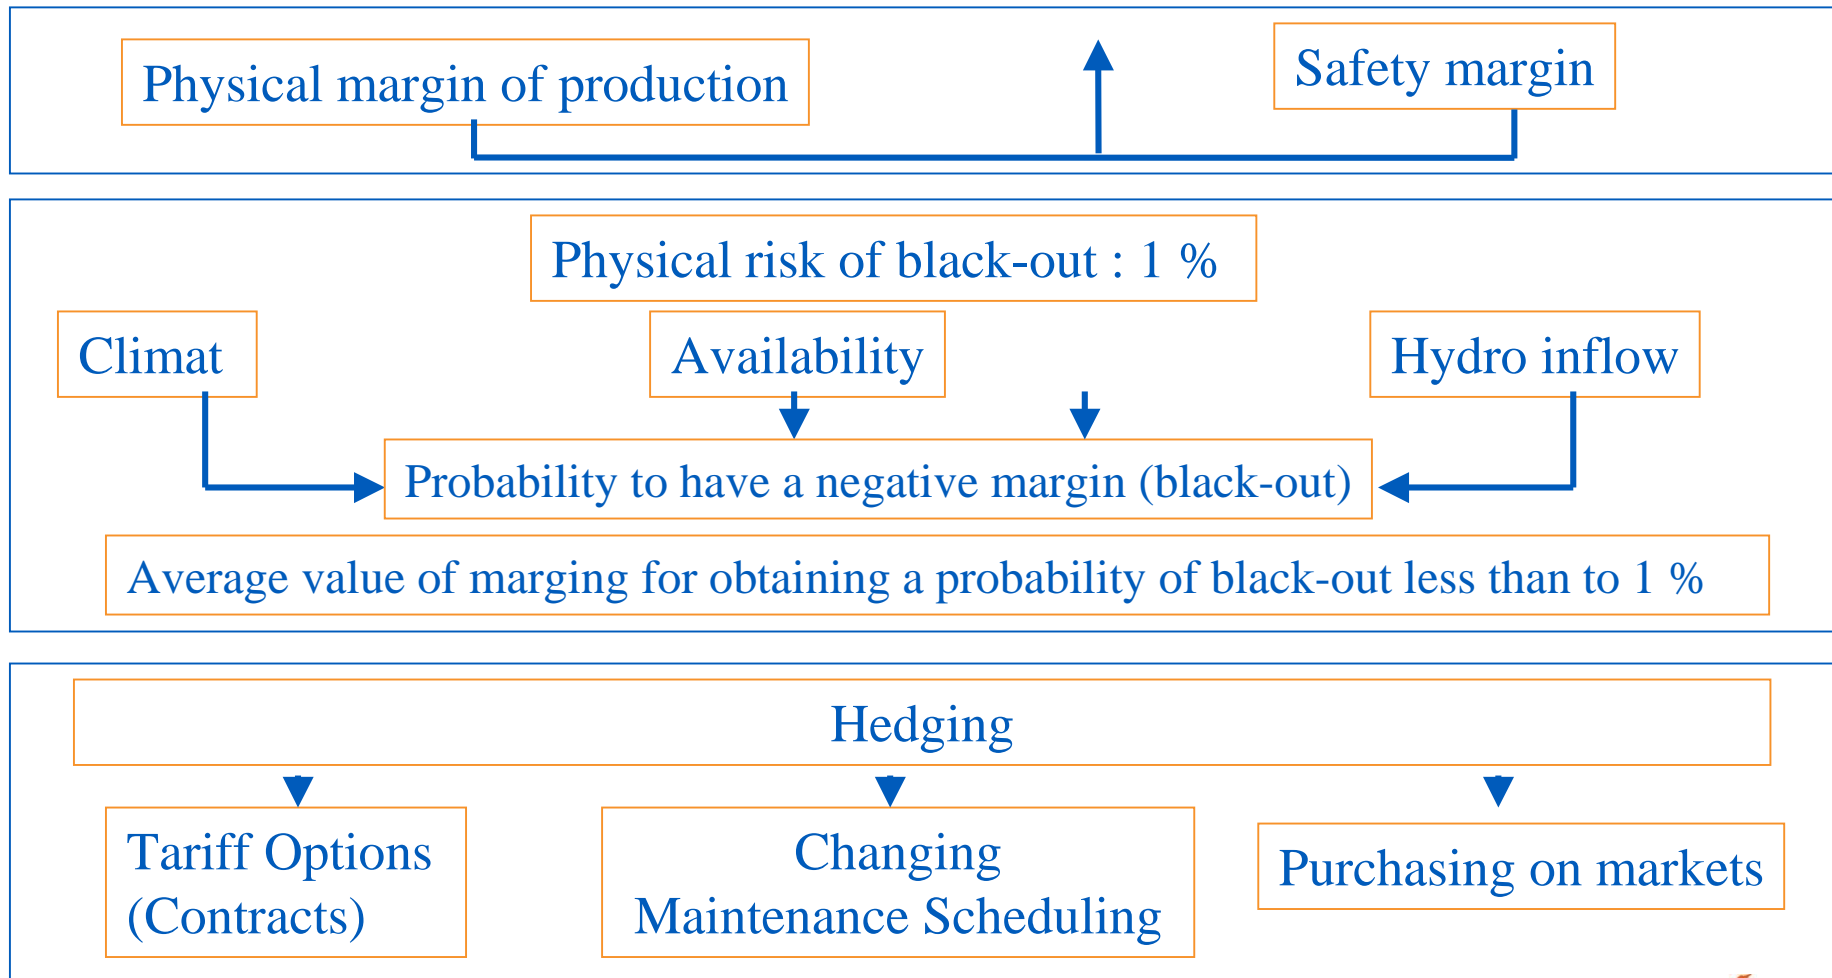 Physical margin of production
Safety margin
Physical risk of black-out : 1 %
Climat
Availability
Hydro inflow
Probability to have a negative margin (black-out)
Average value of marging for obtaining a probability of black-out less than to 1 %
Hedging
Tariff Options
(Contracts)
Changing
Maintenance Scheduling
Purchasing on markets